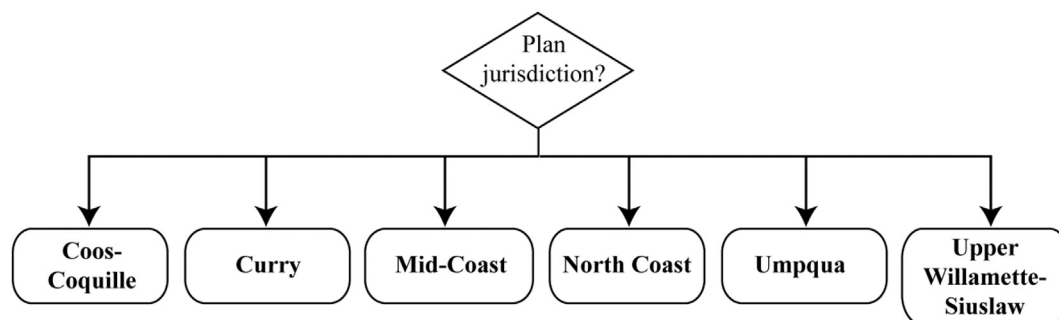 Plan
jurisdiction?
Coos-
Coquille
Curry
Mid-Coast
North Coast
Umpqua
Upper
Willamette-
Siuslaw